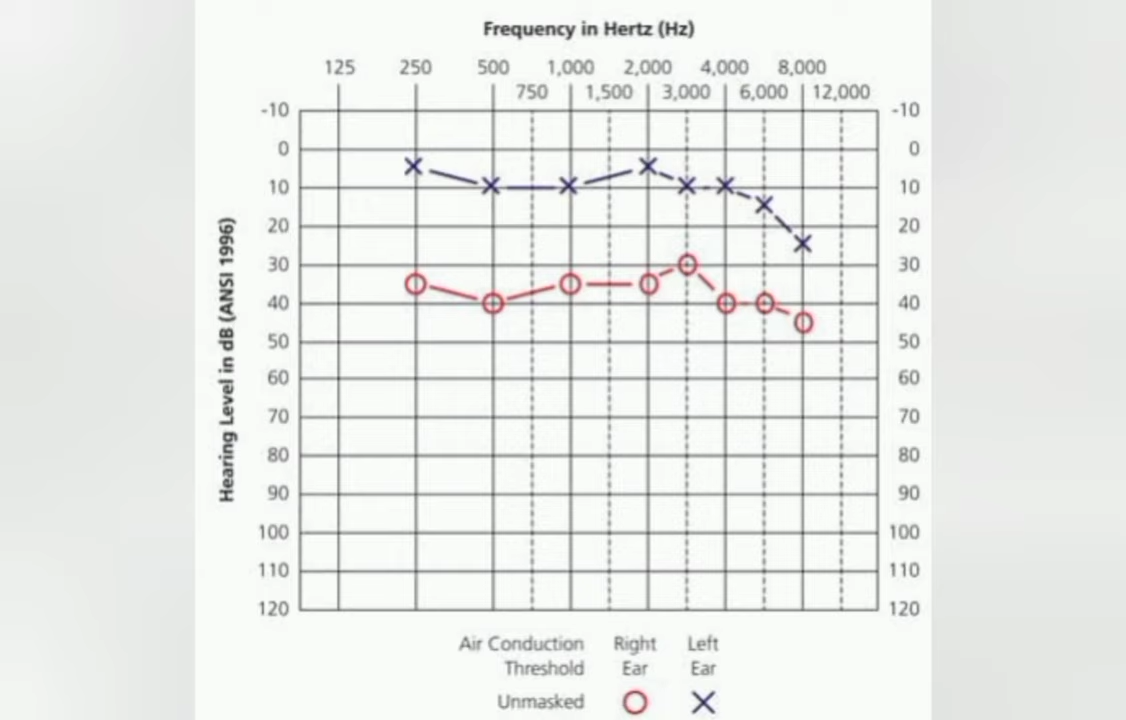 Frequency in Hertz (Hz)
125 250 500 1,000 2,000 4,000 8,000
750 1,500 3,000 6,000 12,000
-10 -10
0 0
10 10
20 20
30 30
40 40
50 50
60 60
70 70
80 80
90 90
100 100
110 110
120 120
Hearing Level in dB (ANSI 1996)
Air Conduction Right Left
Threshold Ear Ear
Unmasked